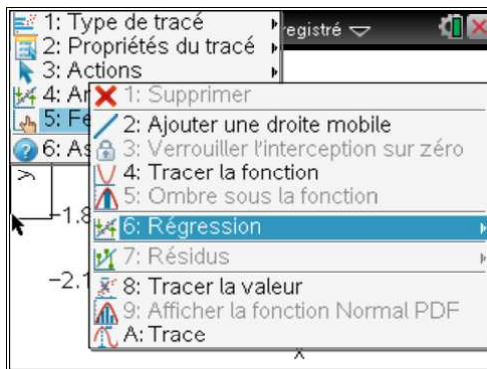 1: Type de tracé
2: Propriétés du tracé
3: Actions
4: A
5: Fe
6: As
egistré
1: Supprimer
2: Ajouter une droite mobile
3: Verrouiller l'interception sur zéro
4: Tracer la fonction
5: Ombre sous la fonction
6: Régression
7: Résidus
8: Tracer la valeur
9: Afficher la fonction Normal PDF
A: Trace
y
-1.8
-2.1
x